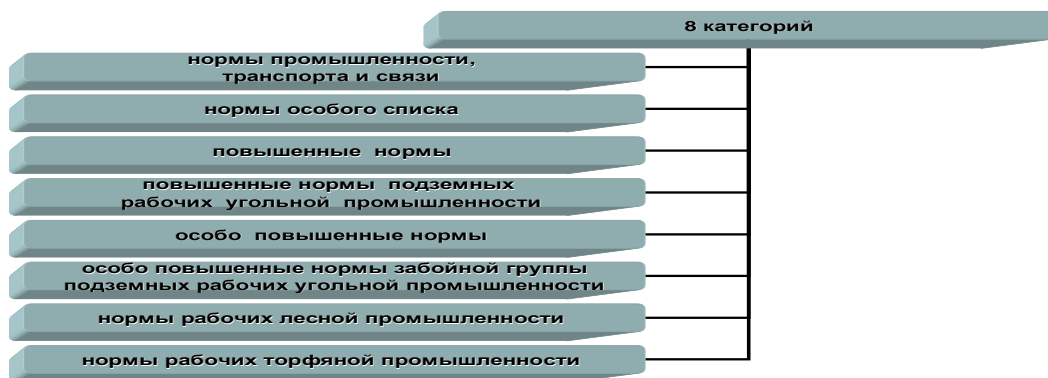 8 категорий
нормы промышленности,
транспорта и связи
нормы особого списка
повышенные нормы
повышенные нормы подземных
рабочих угольной промышленности
особо повышенные нормы
особо повышенные нормы забойной группы
подземных рабочих угольной промышленности
нормы рабочих лесной промышленности
нормы рабочих торфяной промышленности